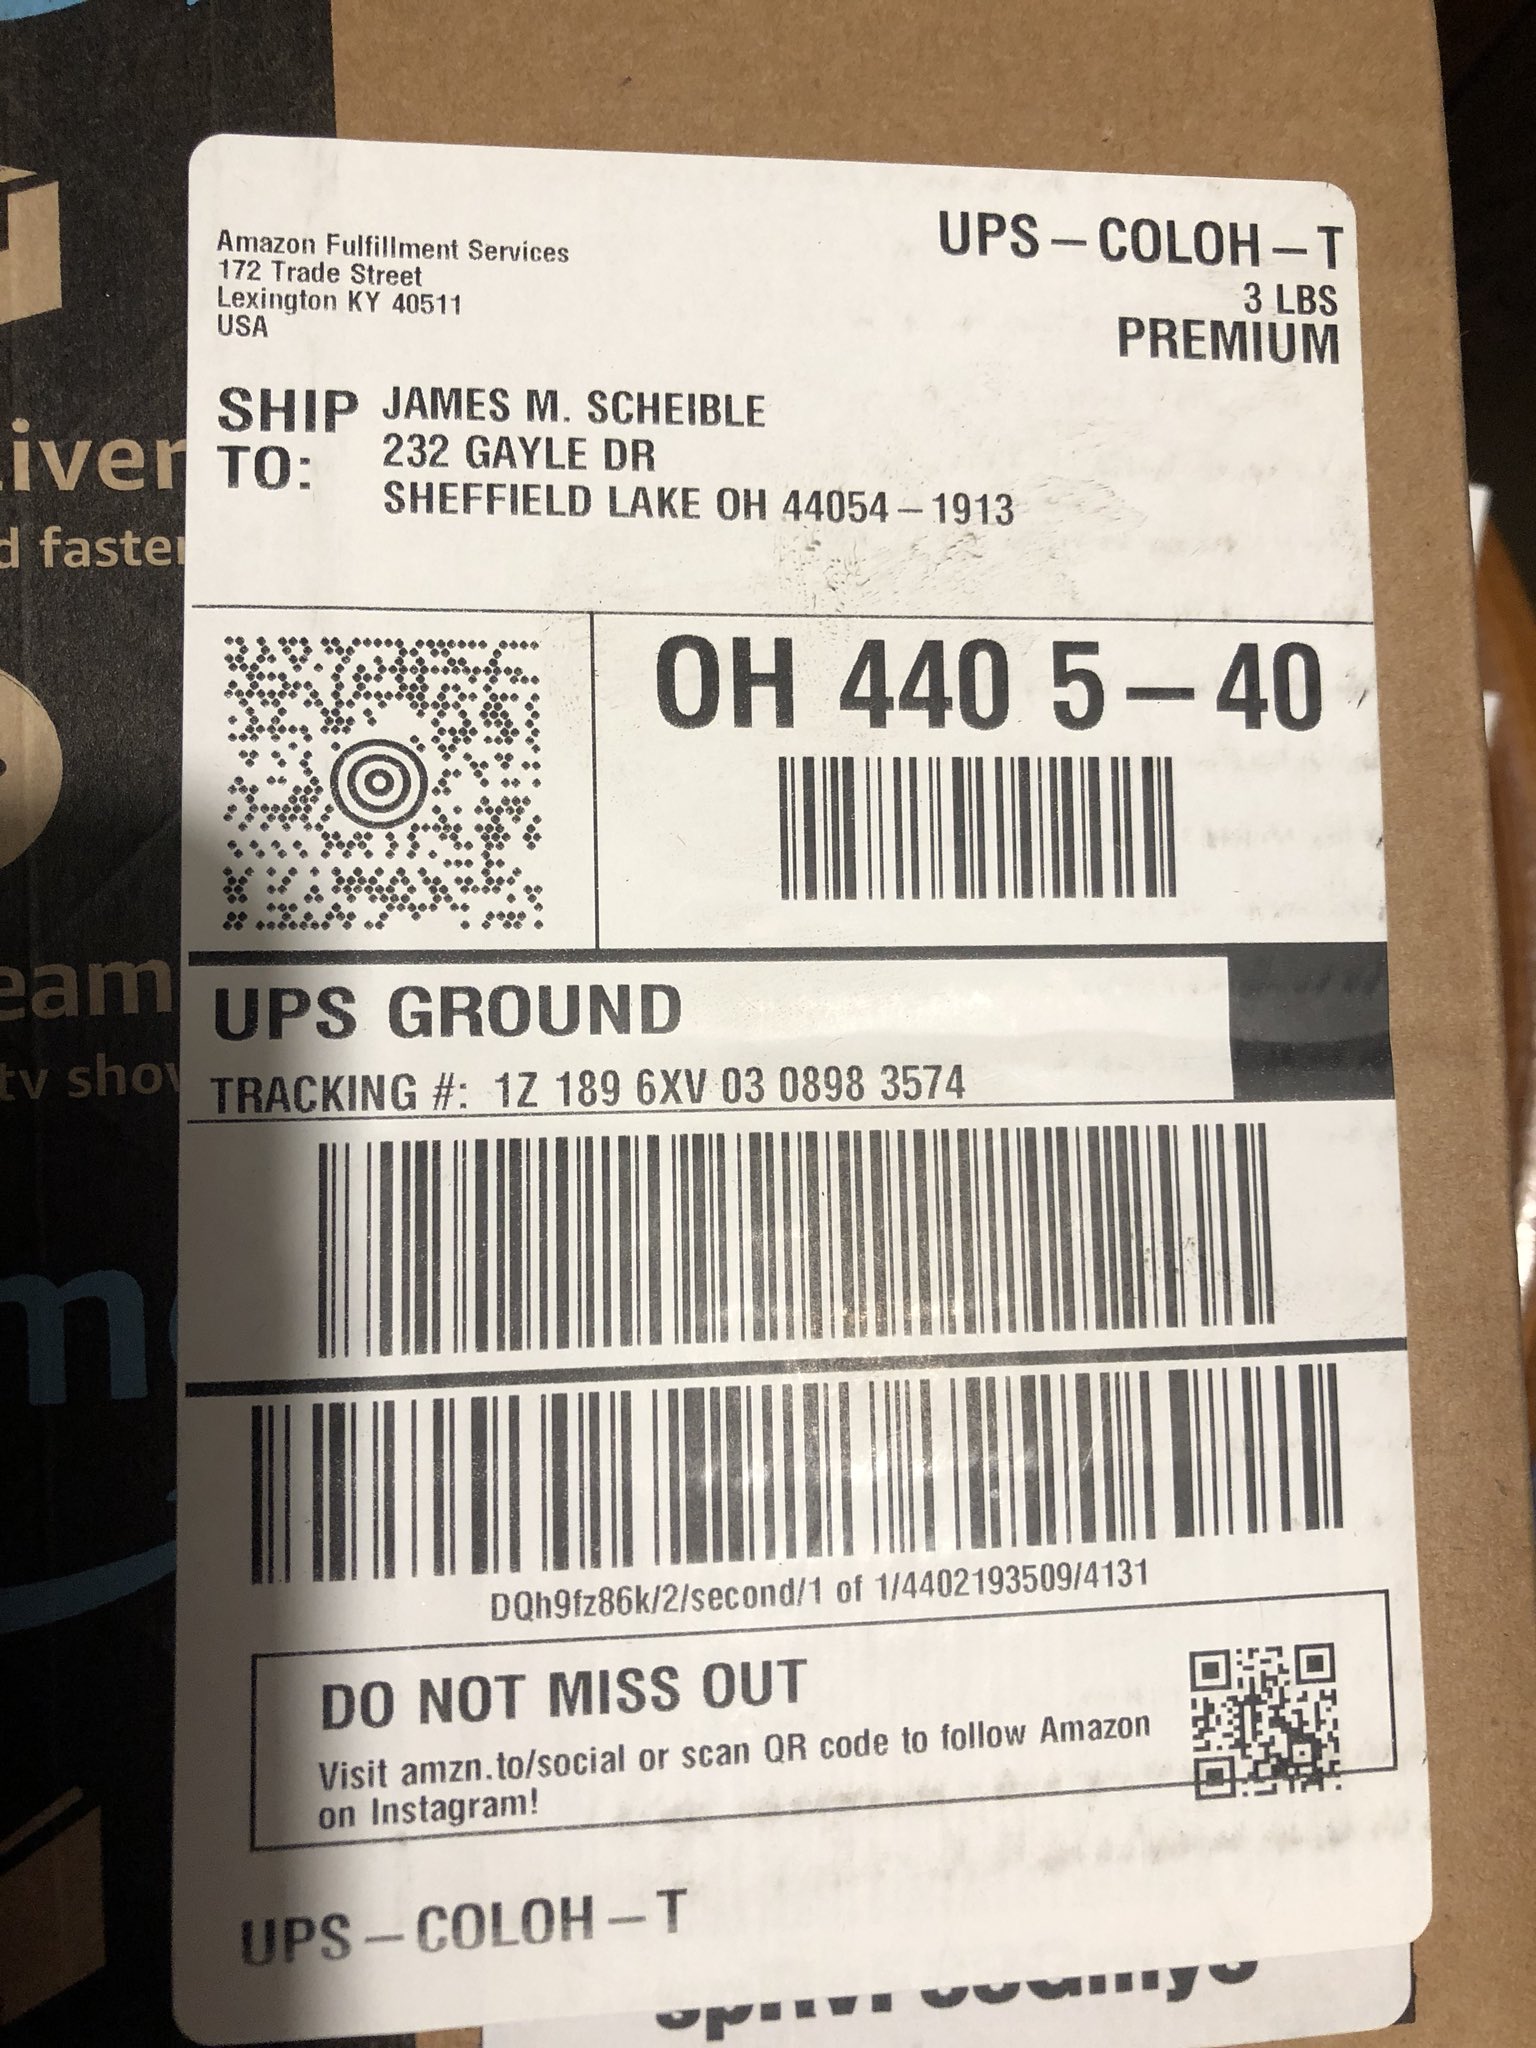 Amazon Fulfillment Services
172 Trade Street
Lexington KY 40511
USA
UPS-COLOH-T
3 LBS
PREMIUM
SHIP TO:
JAMES M. SCHEIBLE
232 GAYLE DR
SHEFFIELD LAKE OH 44054-1913
OH 440 5-40
UPS GROUND
TRACKING #: 1Z 189 6XV 03 0898 3574
DQh9fz86k/2/second/1 of 1/4402193509/4131
DO NOT MISS OUT
Visit amzn.to/social or scan QR code to follow Amazon
on Instagram!
UPS-COLOH-T
faster
tv